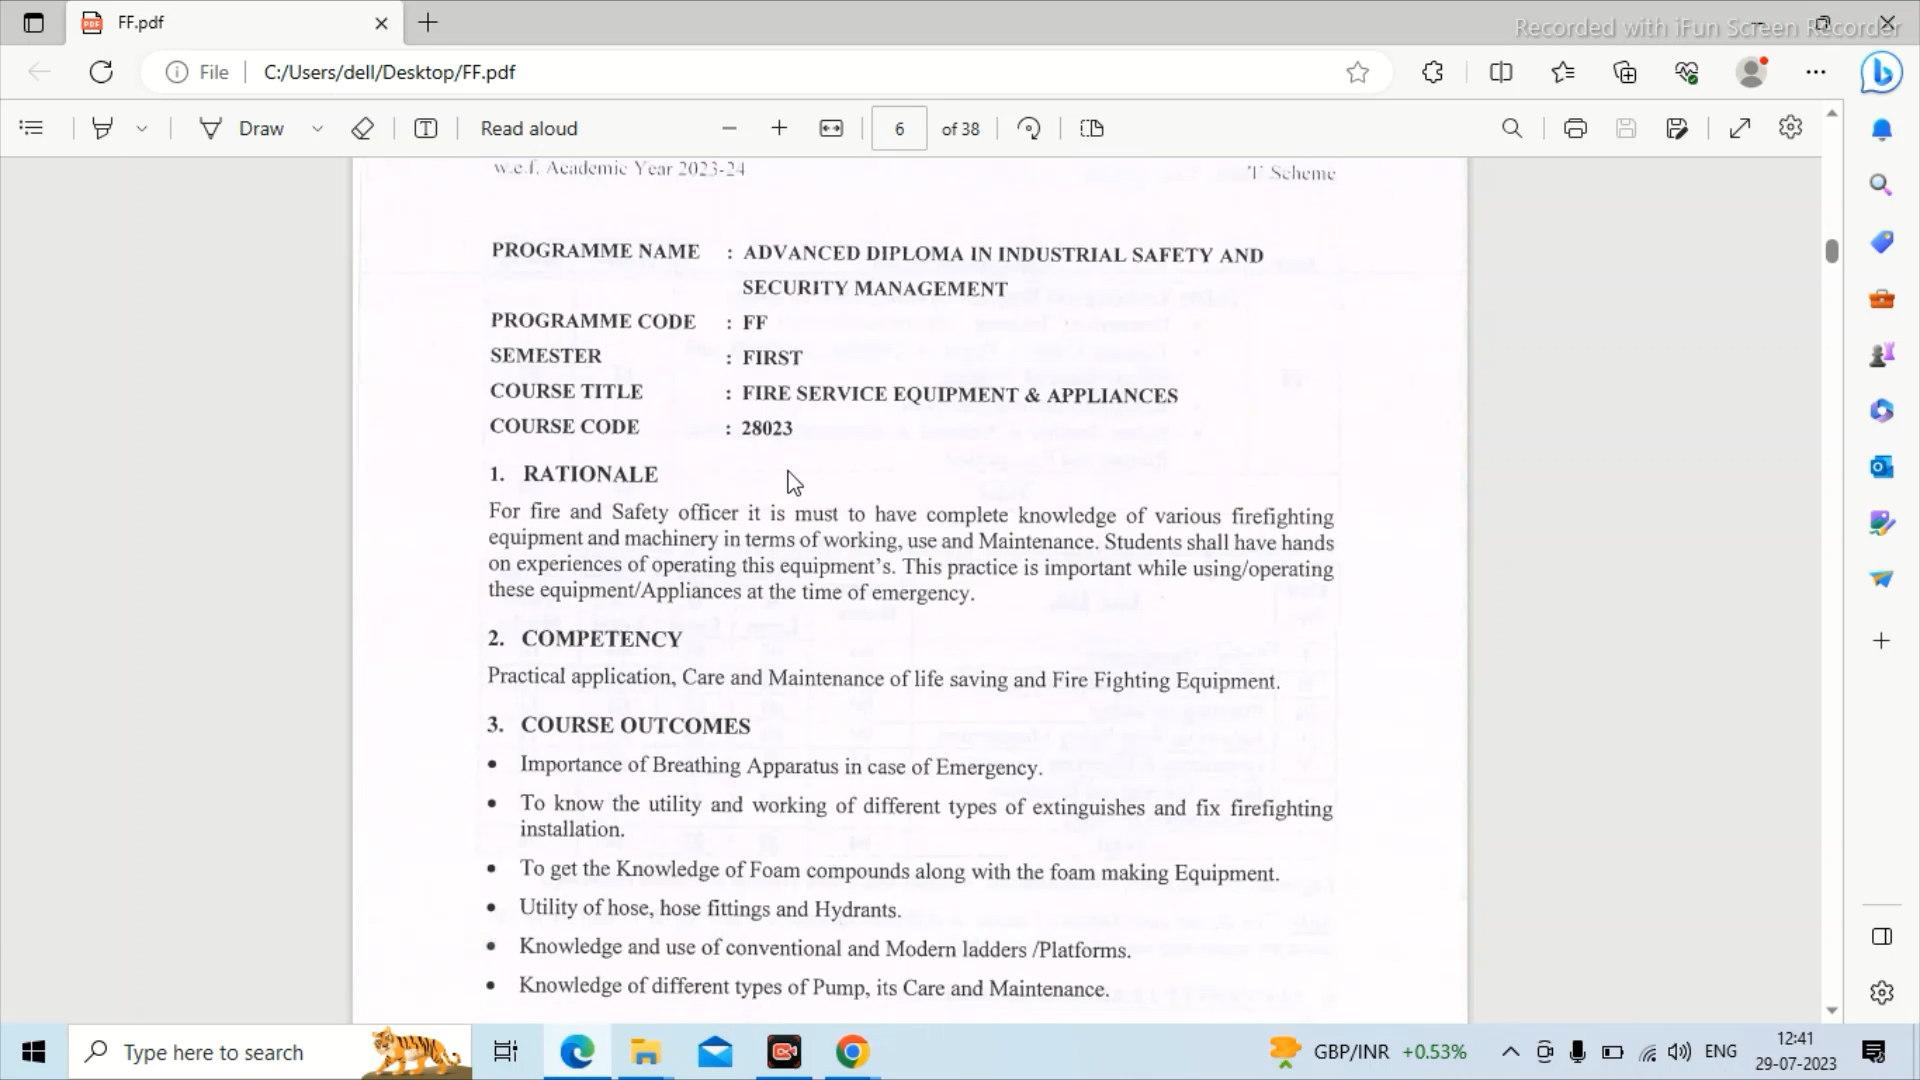 FF.pdf
Recorded with iFun Screen Recorder
File
C:/Users/dell/Desktop/FF.pdf
Draw
Read aloud
6
of 38
w.e.f. Academic Year 2023-24
Scheme
PROGRAMME NAME : ADVANCED DIPLOMA IN INDUSTRIAL SAFETY AND
SECURITY MANAGEMENT
PROGRAMME CODE : FF
SEMESTER : FIRST
COURSE TITLE : FIRE SERVICE EQUIPMENT & APPLIANCES
COURSE CODE : 28023
1. RATIONALE
For fire and Safety officer it is must to have complete knowledge of various firefighting
equipment and machinery in terms of working, use and Maintenance. Students shall have hands
on experiences of operating this equipment's. This practice is important while using/operating
these equipment/Appliances at the time of emergency.
2. COMPETENCY
Practical application, Care and Maintenance of life saving and Fire Fighting Equipment.
3. COURSE OUTCOMES
• Importance of Breathing Apparatus in case of Emergency.
• To know the utility and working of different types of extinguishes and fix firefighting
installation.
• To get the Knowledge of Foam compounds along with the foam making Equipment.
• Utility of hose, hose fittings and Hydrants.
• Knowledge and use of conventional and Modern ladders /Platforms.
• Knowledge of different types of Pump, its Care and Maintenance.
Type here to search
GBP/INR +0.53%
ENG
12:41
29-07-2023